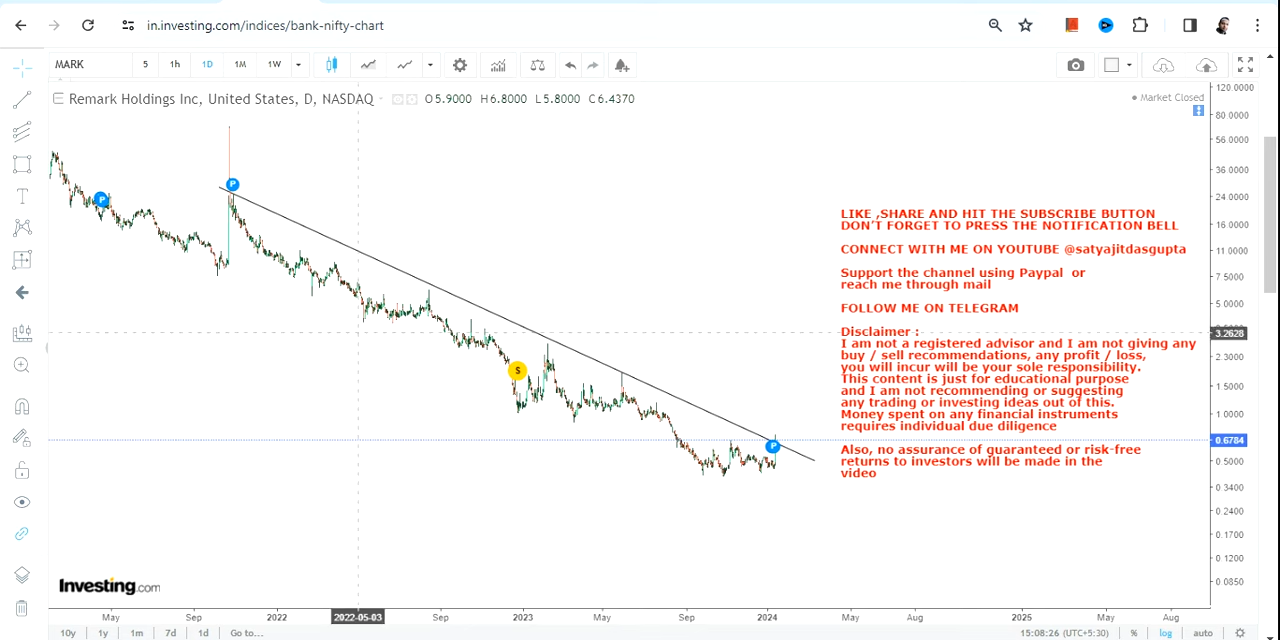 in.investing.com/indices/bank-nifty-chart
MARK 5 1h 1D 1M 1W
Remark Holdings Inc, United States, D, NASDAQ O5.9000 H6.8000 L5.8000 C6.4370
Market Closed
120.0000
80.0000
56.0000
36.0000
24.0000
16.0000
11.0000
7.5000
5.0000
3.2628
2.3000
1.5000
1.0000
0.6784
0.5000
0.3400
0.2400
0.1700
0.1200
0.0850
P
P
$
P
LIKE ,SHARE AND HIT THE SUBSCRIBE BUTTON
DON'T FORGET TO PRESS THE NOTIFICATION BELL
CONNECT WITH ME ON YOUTUBE @satyajitdasgupta
Support the channel using Paypal or
reach me through mail
FOLLOW ME ON TELEGRAM
Disclaimer :
I am not a registered advisor and I am not giving any
buy / sell recommendations, any profit / loss,
you will incur will be your sole responsibility.
This content is just for educational purpose
and I am not recommending or suggesting
any trading or investing ideas out of this.
Money spent on any financial instruments
requires individual due diligence
Also, no assurance of guaranteed or risk-free
returns to investors will be made in the
video
Investing.com
May Sep 2022 2022-05-03 Sep 2023 May Sep 2024 May Aug 2025 May Aug
10y 1y 1m 7d 1d Go to... 15:08:26 (UTC+5:30) % log auto